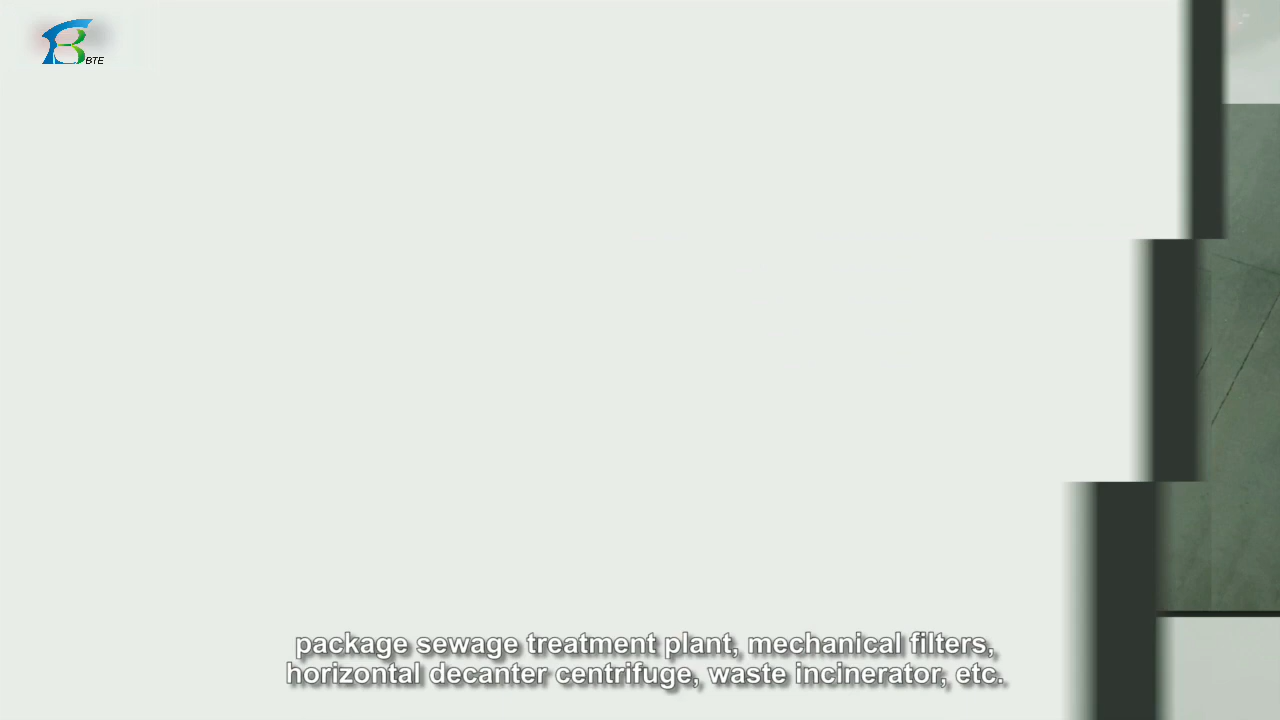 BTE
package sewage treatment plant, mechanical filters,
horizontal decanter centrifuge, waste incinerator, etc.